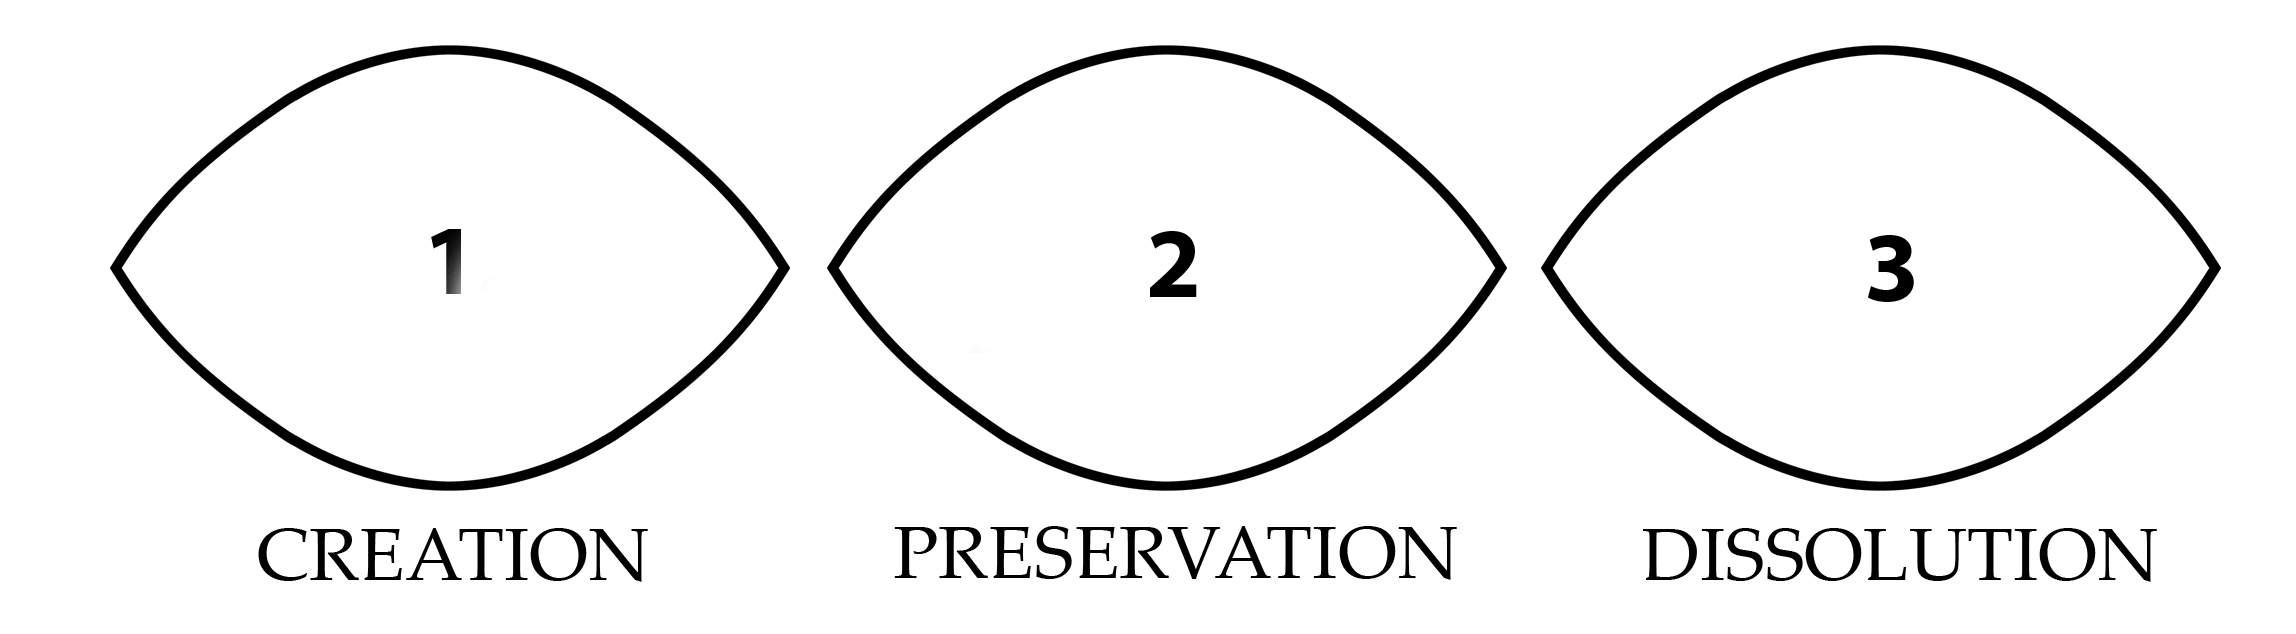 1 2 3
CREATION PRESERVATION DISSOLUTION